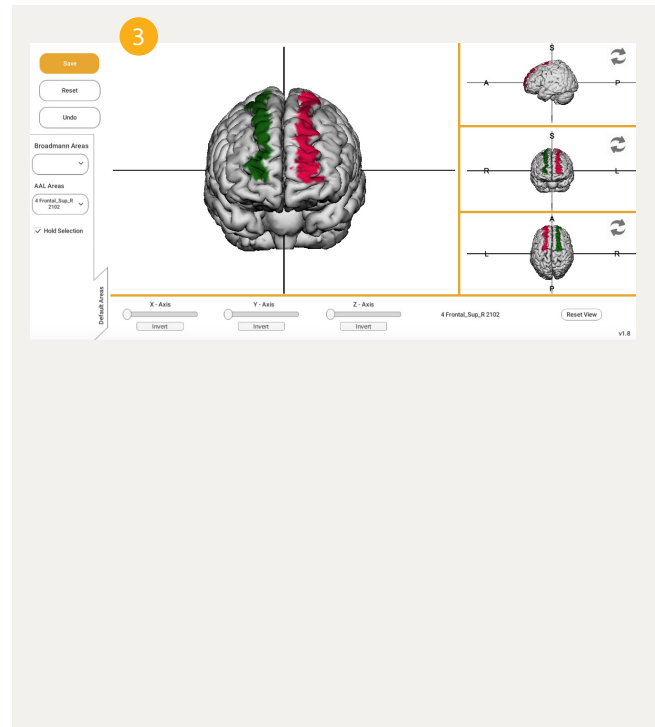 3
Save
Reset
Undo
Broadmann Areas
AAL Areas
4 Frontal_Sup_R
2102
Hold Selection
Default Areas
S
A
P
S
R
L
A
L
R
P
X - Axis
Y - Axis
Z - Axis
Invert
Invert
Invert
4 Frontal_Sup_R 2102
Reset View
v1.8